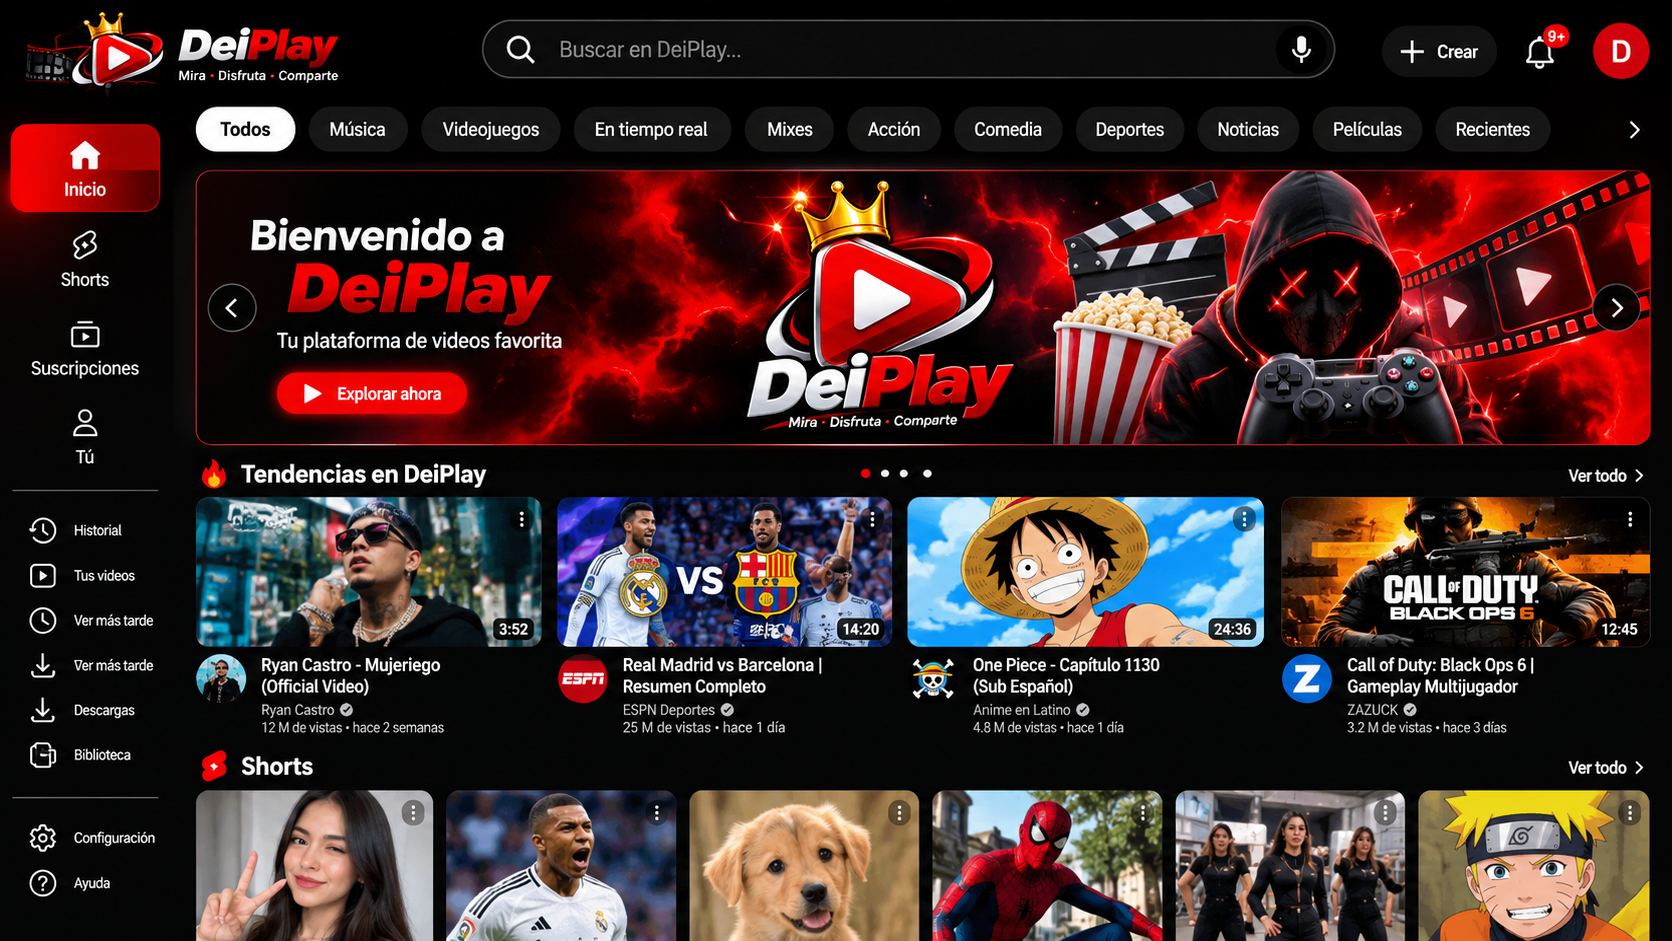 DeiPlay
Mira • Disfruta • Comparte
Buscar en DeiPlay...
Crear
9+
D
Todos
Música
Videojuegos
En tiempo real
Mixes
Acción
Comedia
Deportes
Noticias
Películas
Recientes
Inicio
Shorts
Suscripciones
Tú
Historial
Tus videos
Ver más tarde
Ver más tarde
Descargas
Biblioteca
Configuración
Ayuda
Bienvenido a
DeiPlay
Tu plataforma de videos favorita
Explorar ahora
DeiPlay
Mira • Disfruta • Comparte
Tendencias en DeiPlay
Ver todo
3:52
Ryan Castro - Mujeriego
(Official Video)
Ryan Castro
12 M de vistas • hace 2 semanas
VS
14:20
ESPN
Real Madrid vs Barcelona |
Resumen Completo
ESPN Deportes
25 M de vistas • hace 1 día
24:36
One Piece - Capítulo 1130
(Sub Español)
Anime en Latino
4.8 M de vistas • hace 1 día
CALL OF DUTY
BLACK OPS 6
12:45
Z
Call of Duty: Black Ops 6 |
Gameplay Multijugador
ZAZUCK
3.2 M de vistas • hace 3 días
Shorts
Ver todo